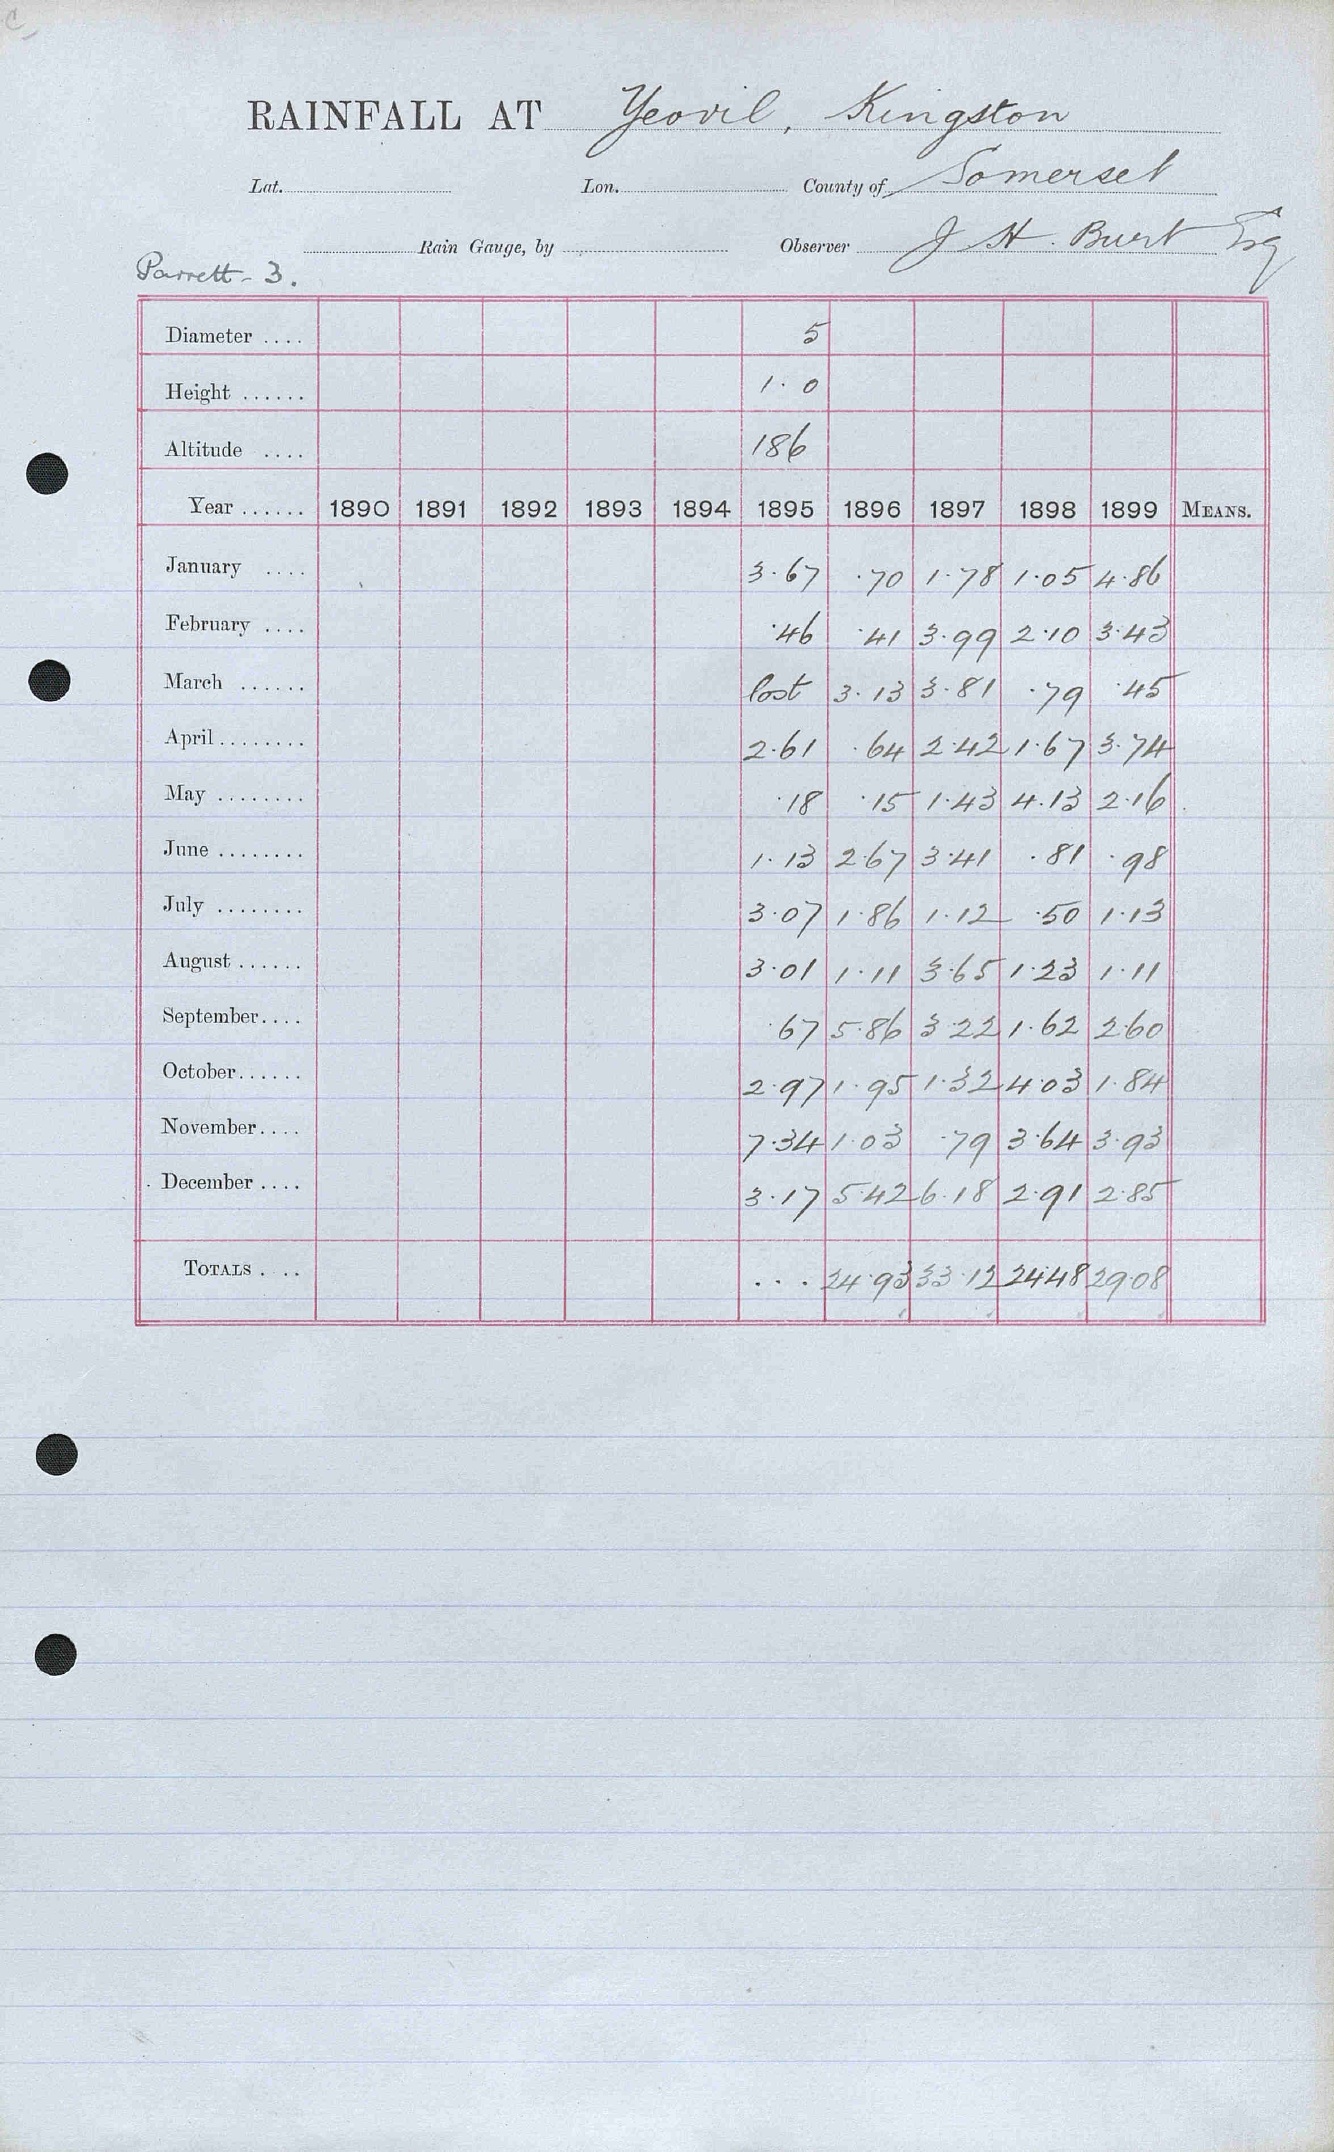 C
RAINFALL AT Yeovil, Kingston
Lat. Lon. County of Somerset
Rain Gauge, by Observer J H. Burt Esq
Parrett - 3.
Diameter .... 5
Height ...... 1.0
Altitude .... 186
Year ...... 1890 1891 1892 1893 1894 1895 1896 1897 1898 1899 MEANS.
January .... 3.67 .70 1.78 1.05 4.86
February .... .46 .41 3.99 2.10 3.43
March ...... lost 3.13 3.81 .79 .45
April ........ 2.61 .64 2.42 1.67 3.74
May ........ .18 .15 1.43 4.13 2.16
June ........ 1.13 2.67 3.41 .81 .98
July ........ 3.07 1.86 1.12 .50 1.13
August ...... 3.01 1.11 3.65 1.23 1.11
September .... .67 5.86 3.22 1.62 2.60
October ...... 2.97 1.95 1.32 4.03 1.84
November .... 7.34 1.03 .79 3.64 3.93
December .... 3.17 5.42 6.18 2.91 2.85
TOTALS .... ... 24.93 33.12 24.48 29.08